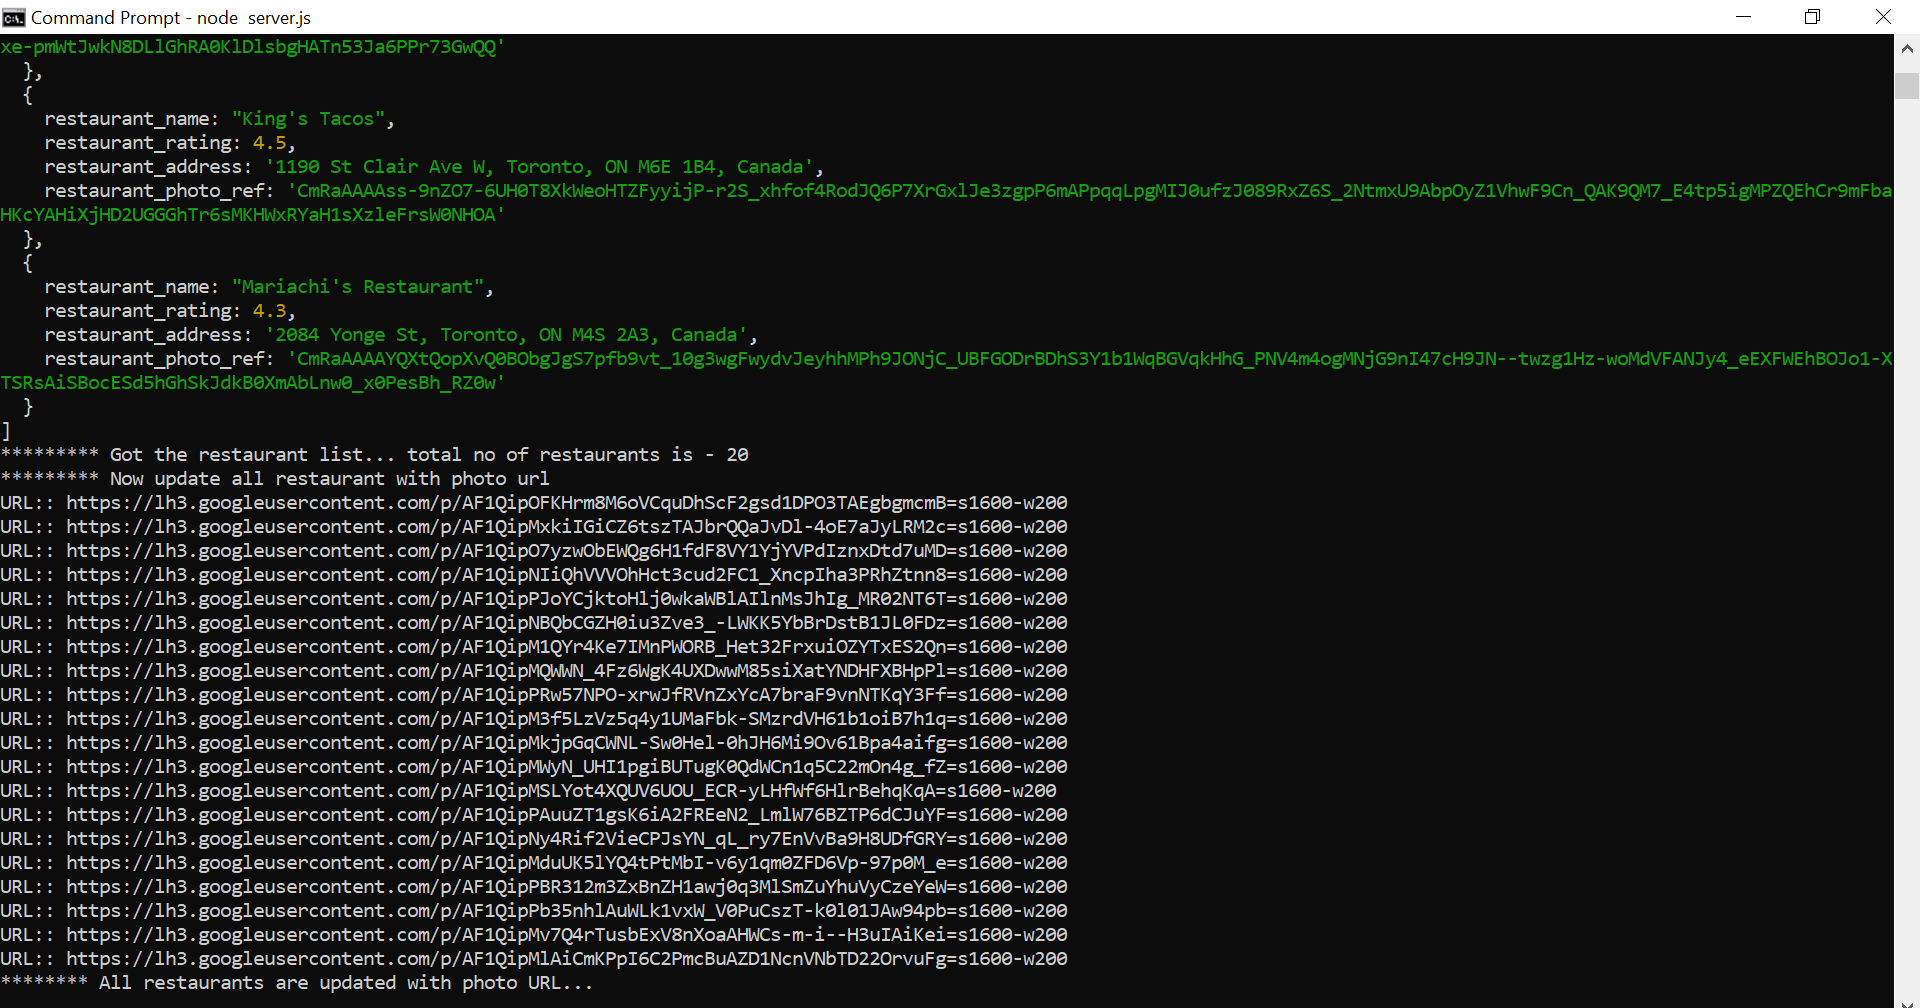 Command Prompt - node  server.js
xe-pmWtJwkN8DLlGhRA0KlDlsbgHATn53Ja6PPr73GwQQ'
  },
  {
    restaurant_name: "King's Tacos",
    restaurant_rating: 4.5,
    restaurant_address: '1190 St Clair Ave W, Toronto, ON M6E 1B4, Canada',
    restaurant_photo_ref: 'CmRaAAAAss-9nZO7-6UH0T8XkWeoHTZFyyijP-r2S_xhfof4RodJQ6P7XrGxlJe3zgpP6mAPpqqLpgMIJ0ufzJ089RxZ6S_2NtmxU9AbpOyZ1VhwF9Cn_QAK9QM7_E4tp5igMPZQEhCr9mFba
HKcYAHiXjHD2UGGGhTr6sMKHWxRYaH1sXzleFrsW0NHOA'
  },
  {
    restaurant_name: "Mariachi's Restaurant",
    restaurant_rating: 4.3,
    restaurant_address: '2084 Yonge St, Toronto, ON M4S 2A3, Canada',
    restaurant_photo_ref: 'CmRaAAAAYQXtQopXvQ0BObgJgS7pfb9vt_10g3wgFwydvJeyhhMPh9JONjC_UBFGODrBDhS3Y1b1WqBGVqkHhG_PNV4m4ogMNjG9nI47cH9JN--twzg1Hz-woMdVFANJy4_eEXFWEhBOJo1-X
TSRsAiSBocESd5hGhSkJdkB0XmAbLnw0_x0PesBh_RZ0w'
  }
]
********* Got the restaurant list... total no of restaurants is - 20
********* Now update all restaurant with photo url
URL:: https://lh3.googleusercontent.com/p/AF1QipOFKHrm8M6oVCquDhScF2gsd1DPO3TAEgbgmcmB=s1600-w200
URL:: https://lh3.googleusercontent.com/p/AF1QipMxkiIGiCZ6tszTAJbrQQaJvDl-4oE7aJyLRM2c=s1600-w200
URL:: https://lh3.googleusercontent.com/p/AF1QipO7yzwObEWQg6H1fdF8VY1YjYVPdIznxDtd7uMD=s1600-w200
URL:: https://lh3.googleusercontent.com/p/AF1QipNIiQhVVVOhHct3cud2FC1_XncpIha3PRhZtnn8=s1600-w200
URL:: https://lh3.googleusercontent.com/p/AF1QipPJoYCjktoHlj0wkaWBlAIlnMsJhIg_MR02NT6T=s1600-w200
URL:: https://lh3.googleusercontent.com/p/AF1QipNBQbCGZH0iu3Zve3_-LWKK5YbBrDstB1JL0FDz=s1600-w200
URL:: https://lh3.googleusercontent.com/p/AF1QipM1QYr4Ke7IMnPWORB_Het32FrxuiOZYTxES2Qn=s1600-w200
URL:: https://lh3.googleusercontent.com/p/AF1QipMQWWN_4Fz6WgK4UXDwwM85siXatYNDHFXBHpPl=s1600-w200
URL:: https://lh3.googleusercontent.com/p/AF1QipPRw57NPO-xrwJfRVnZxYcA7braF9vnNTKqY3Ff=s1600-w200
URL:: https://lh3.googleusercontent.com/p/AF1QipM3f5LzVz5q4y1UMaFbk-SMzrdVH61b1oiB7h1q=s1600-w200
URL:: https://lh3.googleusercontent.com/p/AF1QipMkjpGqCWNL-Sw0Hel-0hJH6Mi9Ov61Bpa4aifg=s1600-w200
URL:: https://lh3.googleusercontent.com/p/AF1QipMWyN_UHI1pgiBUTugK0QdWCn1q5C22mOn4g_fZ=s1600-w200
URL:: https://lh3.googleusercontent.com/p/AF1QipMSLYot4XQUV6UOU_ECR-yLHfWf6HlrBehqKqA=s1600-w200
URL:: https://lh3.googleusercontent.com/p/AF1QipPAuuZT1gsK6iA2FREeN2_LmlW76BZTP6dCJuYF=s1600-w200
URL:: https://lh3.googleusercontent.com/p/AF1QipNy4Rif2VieCPJsYN_qL_ry7EnVvBa9H8UDfGRY=s1600-w200
URL:: https://lh3.googleusercontent.com/p/AF1QipMduUK5lYQ4tPtMbI-v6y1qm0ZFD6Vp-97p0M_e=s1600-w200
URL:: https://lh3.googleusercontent.com/p/AF1QipPBR312m3ZxBnZH1awj0q3MlSmZuYhuVyCzeYeW=s1600-w200
URL:: https://lh3.googleusercontent.com/p/AF1QipPb35nhlAuWLk1vxW_V0PuCszT-k0l01JAw94pb=s1600-w200
URL:: https://lh3.googleusercontent.com/p/AF1QipMv7Q4rTusbExV8nXoaAHWCs-m-i--H3uIAiKei=s1600-w200
URL:: https://lh3.googleusercontent.com/p/AF1QipMlAiCmKPpI6C2PmcBuAZD1NcnVNbTD22OrvuFg=s1600-w200
******** All restaurants are updated with photo URL...